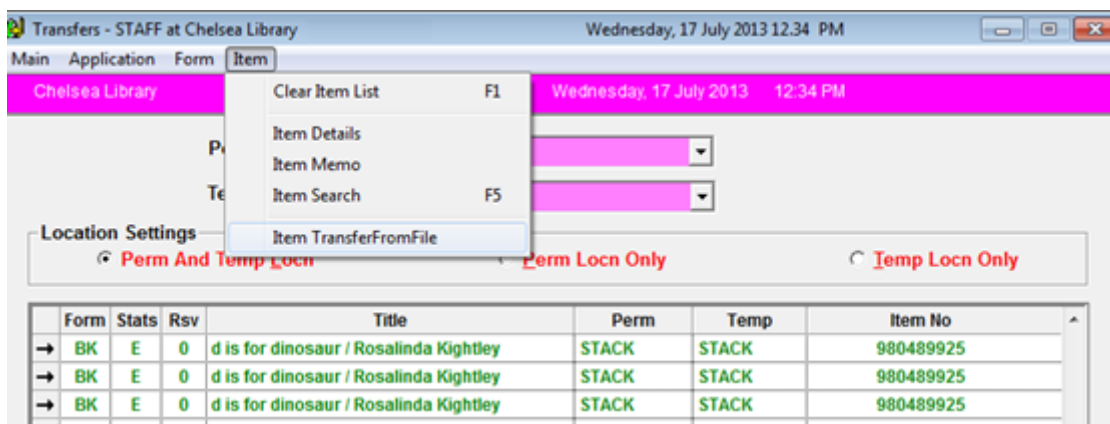 Transfers - STAFF at Chelsea Library Wednesday, 17 July 2013 12.34 PM
Main Application Form Item
Chelsea Library Wednesday, 17 July 2013 12:34 PM
Clear Item List F1
Item Details
Item Memo
Item Search F5
Item TransferFromFile
Location Settings
Perm And Temp Locn Perm Locn Only Temp Locn Only
Form Stats Rsv Title Perm Temp Item No
BK E 0 d is for dinosaur / Rosalinda Kightley STACK STACK 980489925
BK E 0 d is for dinosaur / Rosalinda Kightley STACK STACK 980489925
BK E 0 d is for dinosaur / Rosalinda Kightley STACK STACK 980489925